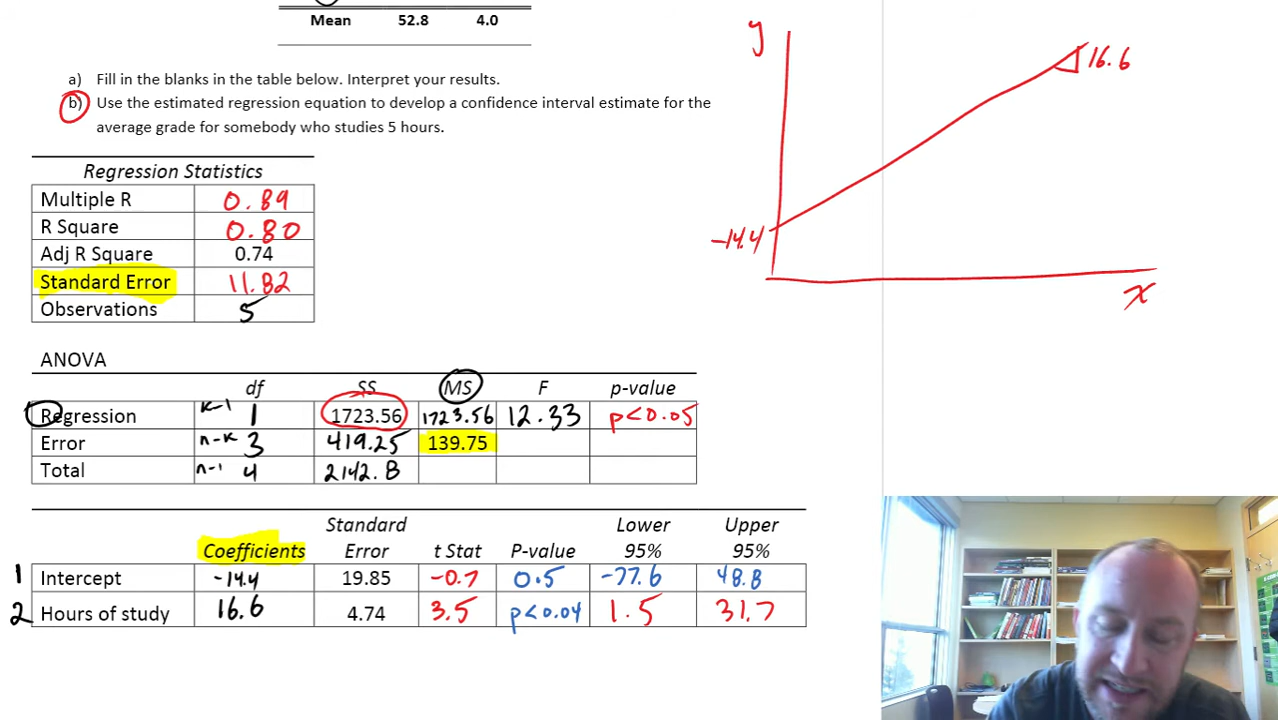 Mean 52.8 4.0
a) Fill in the blanks in the table below. Interpret your results.
b) Use the estimated regression equation to develop a confidence interval estimate for the
average grade for somebody who studies 5 hours.
Regression Statistics
Multiple R 0.89
R Square 0.80
Adj R Square 0.74
Standard Error 11.82
Observations 5
y
16.6
-14.4
x
ANOVA
df SS MS F p-value
Regression k-1 1 1723.56 1723.56 12.33 p<0.05
Error n-k 3 419.25 139.75
Total n-1 4 2142.8
Standard Lower Upper
Coefficients Error t Stat P-value 95% 95%
1 Intercept -14.4 19.85 -0.7 0.5 -77.6 48.8
2 Hours of study 16.6 4.74 3.5 p<0.04 1.5 31.7